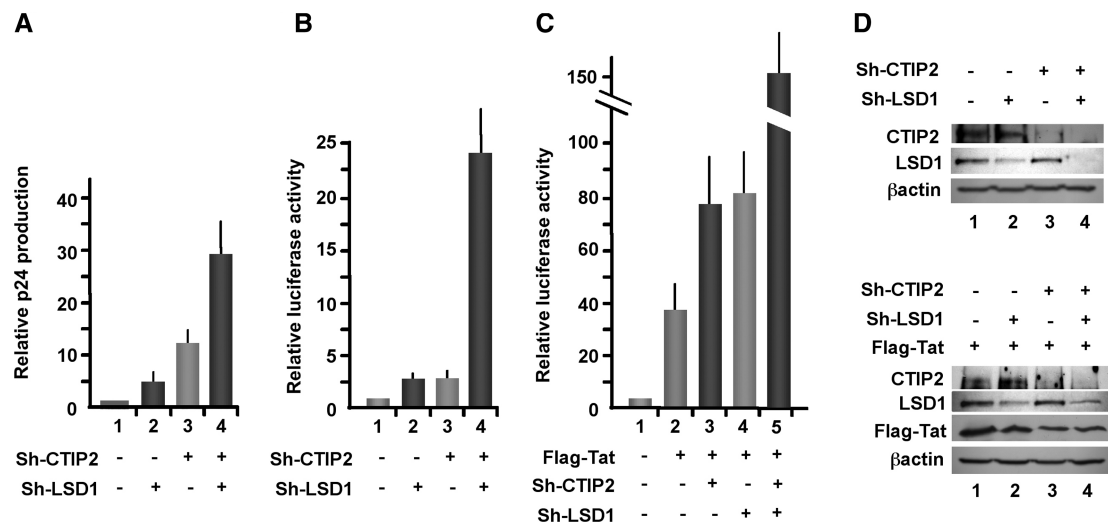 A
Relative p24 production
40
30
20
10
0
1 2 3 4
Sh-CTIP2 - - + +
Sh-LSD1 - + - +
B
Relative luciferase activity
25
20
15
10
5
0
1 2 3 4
Sh-CTIP2 - - + +
Sh-LSD1 - + - +
C
Relative luciferase activity
150
100
80
60
40
20
0
1 2 3 4 5
Flag-Tat - + + + +
Sh-CTIP2 - - + - +
Sh-LSD1 - - - + +
D
Sh-CTIP2 - - + +
Sh-LSD1 - + - +
CTIP2
LSD1
βactin
1 2 3 4
Sh-CTIP2 - - + +
Sh-LSD1 - + - +
Flag-Tat + + + +
CTIP2
LSD1
Flag-Tat
βactin
1 2 3 4